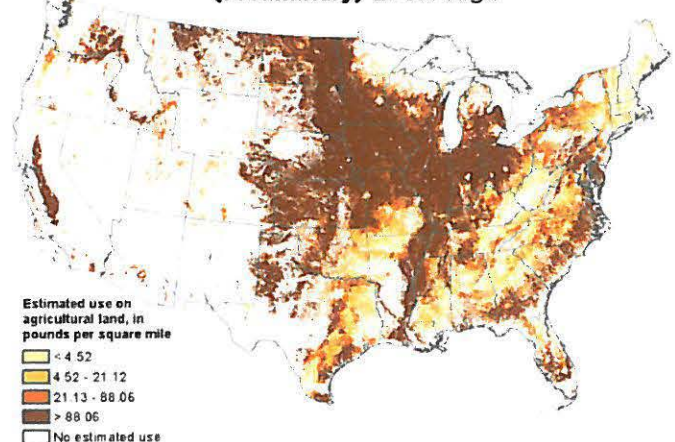 Estimated use on
agricultural land, in
pounds per square mile
< 4.52
4.52 - 21.12
21.13 - 88.06
> 88.06
No estimated use